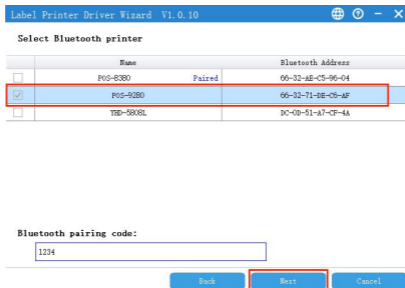 Label Printer Driver Wizard V1.0.10
Select Bluetooth printer
Name Bluetooth Address
POS-8380 Paired 66-32-AE-C5-96-04
POS-9280 66-32-71-DE-C6-AF
YHD-5808L DC-0D-51-A7-CF-4A
Bluetooth pairing code:
1234
Back Next Cancel